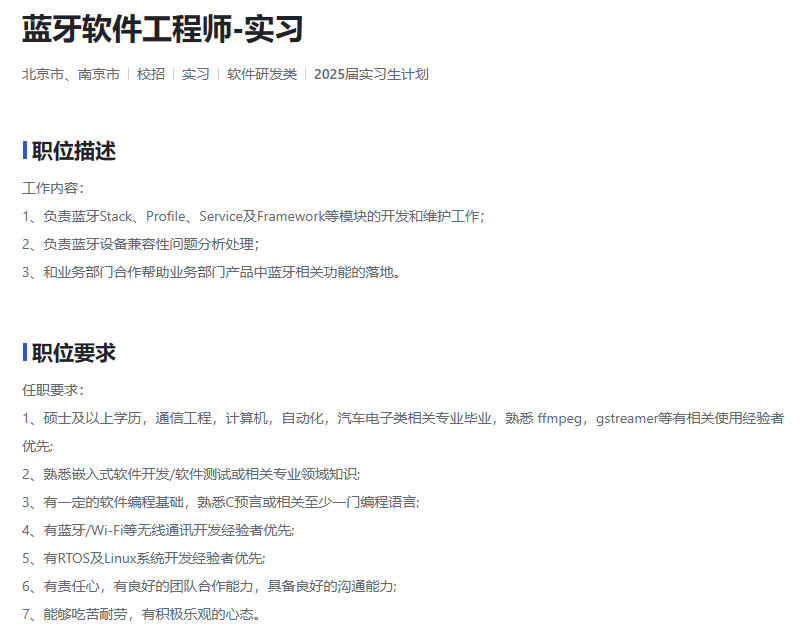 蓝牙软件工程师-实习
北京市、南京市 | 校招 | 实习 | 软件研发类 | 2025届实习生计划
职位描述
工作内容：
1、负责蓝牙Stack、Profile、Service及Framework等模块的开发和维护工作；
2、负责蓝牙设备兼容性问题分析处理；
3、和业务部门合作帮助业务部门产品中蓝牙相关功能的落地。
职位要求
任职要求：
1、硕士及以上学历，通信工程，计算机，自动化，汽车电子类相关专业毕业，熟悉 ffmpeg，gstreamer等有相关使用经验者
优先;
2、熟悉嵌入式软件开发/软件测试或相关专业领域知识;
3、有一定的软件编程基础，熟悉C预言或相关至少一门编程语言;
4、有蓝牙/Wi-Fi等无线通讯开发经验者优先;
5、有RTOS及Linux系统开发经验者优先;
6、有责任心，有良好的团队合作能力，具备良好的沟通能力;
7、能够吃苦耐劳，有积极乐观的心态。